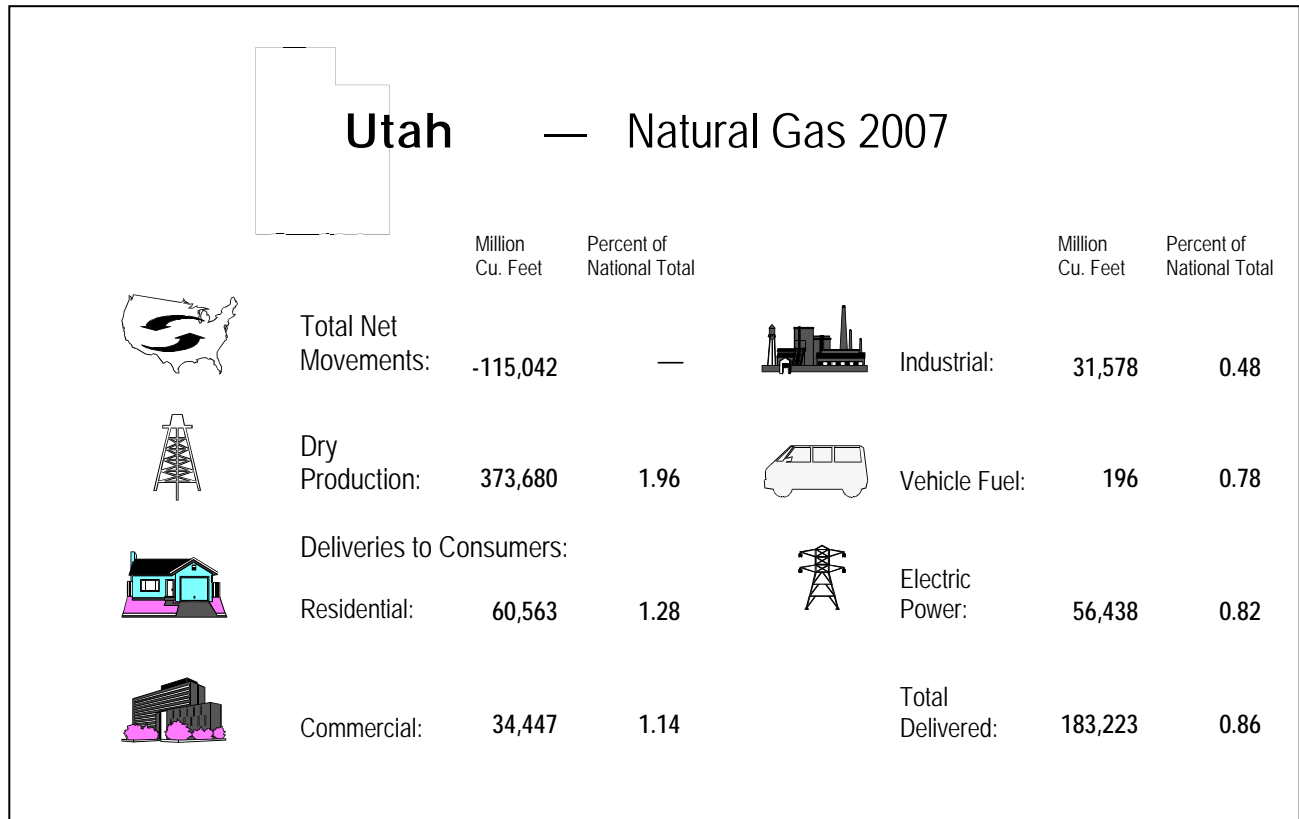 Utah — Natural Gas 2007
Million Percent of
Cu. Feet National Total
Million Percent of
Cu. Feet National Total
Total Net
Movements: -115,042 —
Industrial: 31,578 0.48
Dry
Production: 373,680 1.96
Vehicle Fuel: 196 0.78
Deliveries to Consumers:
Residential: 60,563 1.28
Electric
Power: 56,438 0.82
Commercial: 34,447 1.14
Total
Delivered: 183,223 0.86